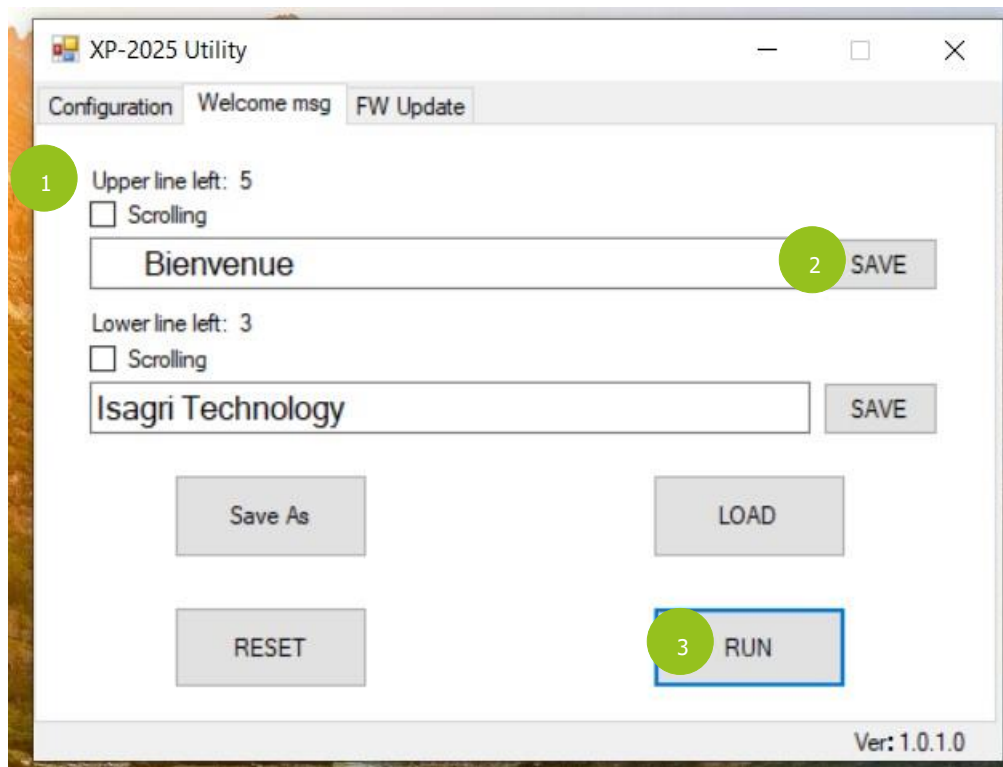 XP-2025 Utility
Configuration Welcome msg FW Update
1 Upper line left: 5
Scrolling
Bienvenue 2 SAVE
Lower line left: 3
Scrolling
Isagri Technology SAVE
Save As LOAD
RESET 3 RUN
Ver: 1.0.1.0